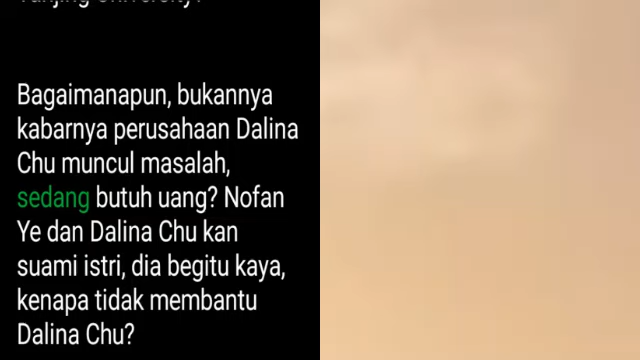 Bagaimanapun, bukannya
kabarnya perusahaan Dalina
Chu muncul masalah,
sedang butuh uang? Nofan
Ye dan Dalina Chu kan
suami istri, dia begitu kaya,
kenapa tidak membantu
Dalina Chu?